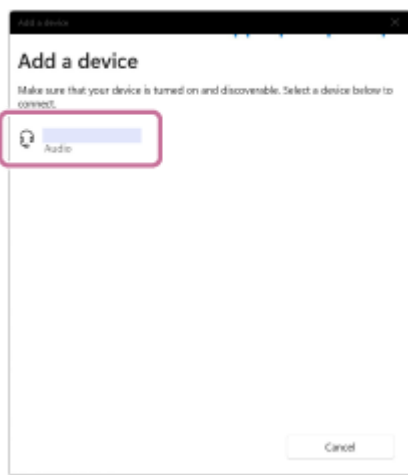 Add a device
Add a device
Make sure that your device is turned on and discoverable. Select a device below to
connect.
Audio
Cancel